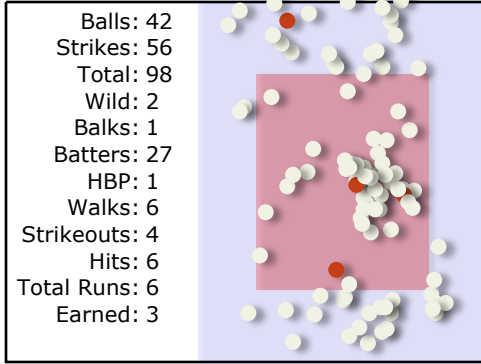 Balls: 42
Strikes: 56
Total: 98
Wild: 2
Balks: 1
Batters: 27
HBP: 1
Walks: 6
Strikeouts: 4
Hits: 6
Total Runs: 6
Earned: 3